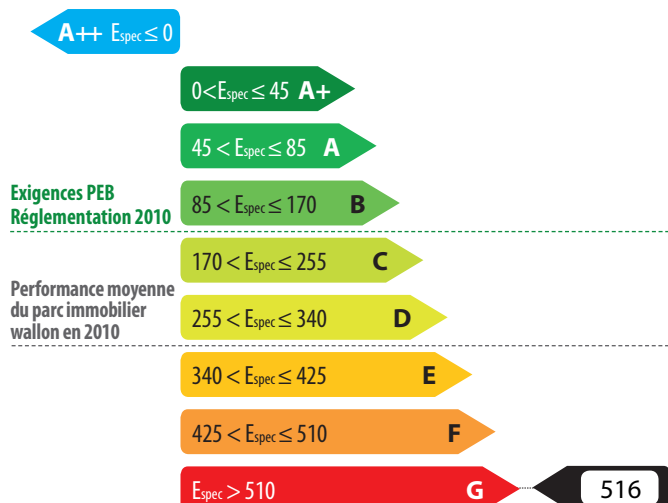 A++ Espec ≤ 0
0<Espec ≤ 45 A+
45 < Espec ≤ 85 A
Exigences PEB
Réglementation 2010
85 < Espec ≤ 170 B
170 < Espec ≤ 255 C
Performance moyenne
du parc immobilier
wallon en 2010
255 < Espec ≤ 340 D
340 < Espec ≤ 425 E
425 < Espec ≤ 510 F
Espec > 510 G 516